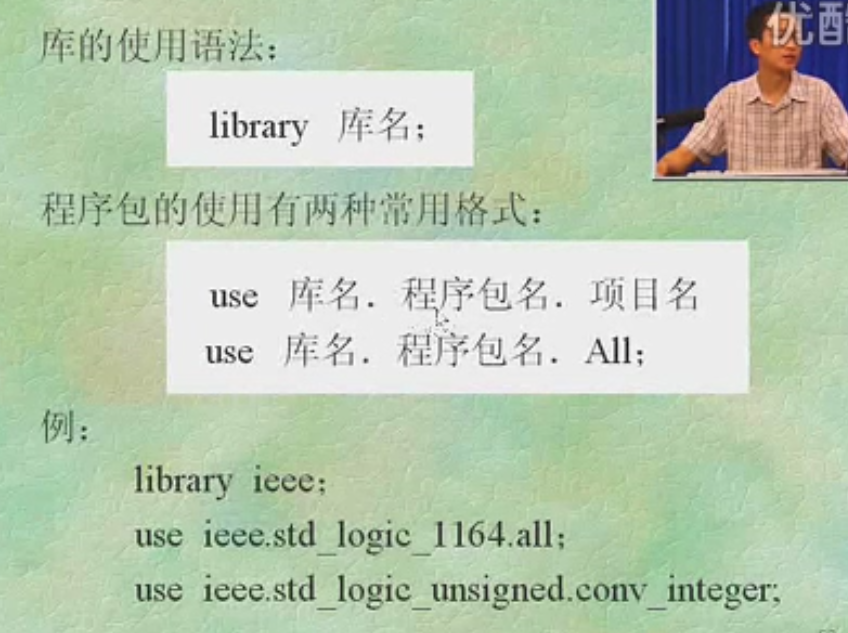 优酷
库的使用语法：
library 库名；
程序包的使用有两种常用格式：
use 库名．程序包名．项目名
use 库名．程序包名．All；
例：
library ieee；
use ieee.std_logic_1164.all；
use ieee.std_logic_unsigned.conv_integer;